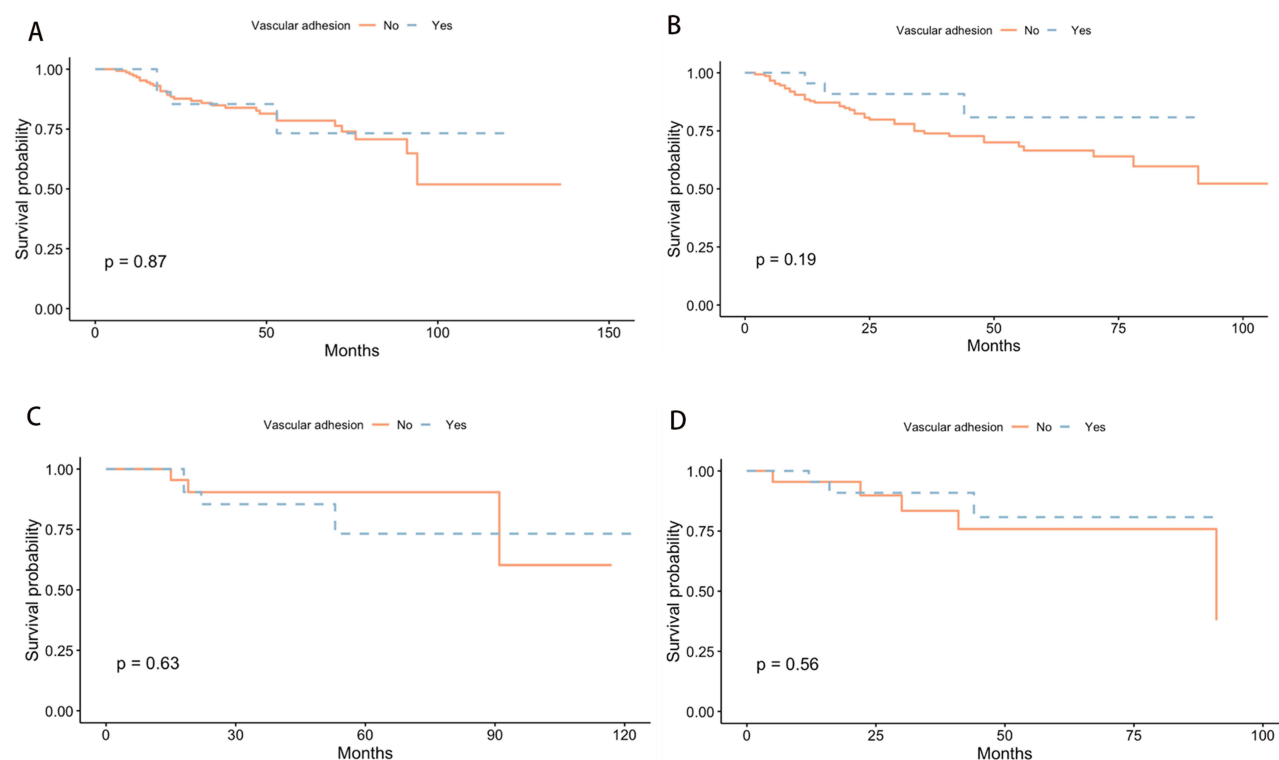 A
Vascular adhesion No Yes
Survival probability
1.00
0.75
0.50
0.25
0.00
p = 0.87
0 50 100 150
Months
B
Vascular adhesion No Yes
Survival probability
1.00
0.75
0.50
0.25
0.00
p = 0.19
0 25 50 75 100
Months
C
Vascular adhesion No Yes
Survival probability
1.00
0.75
0.50
0.25
0.00
p = 0.63
0 30 60 90 120
Months
D
Vascular adhesion No Yes
Survival probability
1.00
0.75
0.50
0.25
0.00
p = 0.56
0 25 50 75 100
Months